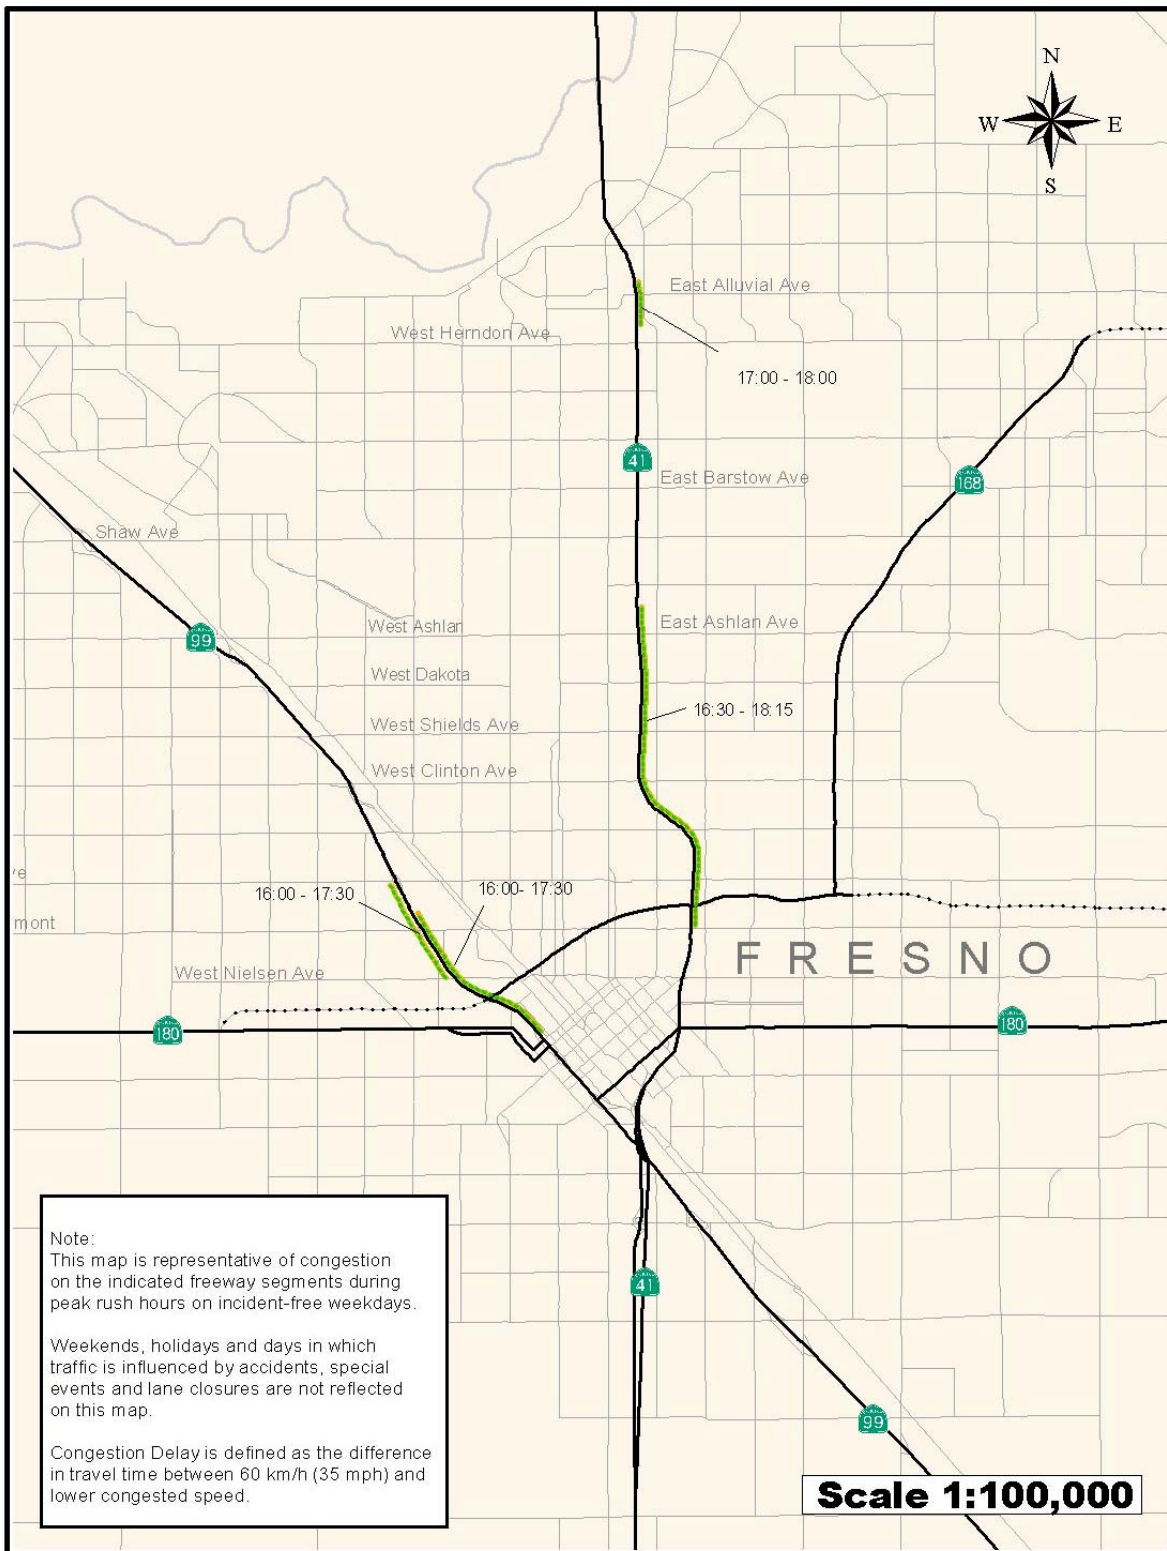 N
W E
S
East Alluvial Ave
West Herndon Ave
17:00 - 18:00
41
East Barstow Ave
168
Shaw Ave
99
West Ashlan
East Ashlan Ave
West Dakota
16:30 - 18:15
West Shields Ave
West Clinton Ave
16:00 - 17:30
16:00- 17:30
mont
FRESNO
West Nielsen Ave
180
180
41
99
Note:
This map is representative of congestion
on the indicated freeway segments during
peak rush hours on incident-free weekdays.
Weekends, holidays and days in which
traffic is influenced by accidents, special
events and lane closures are not reflected
on this map.
Congestion Delay is defined as the difference
in travel time between 60 km/h (35 mph) and
lower congested speed.
Scale 1:100,000